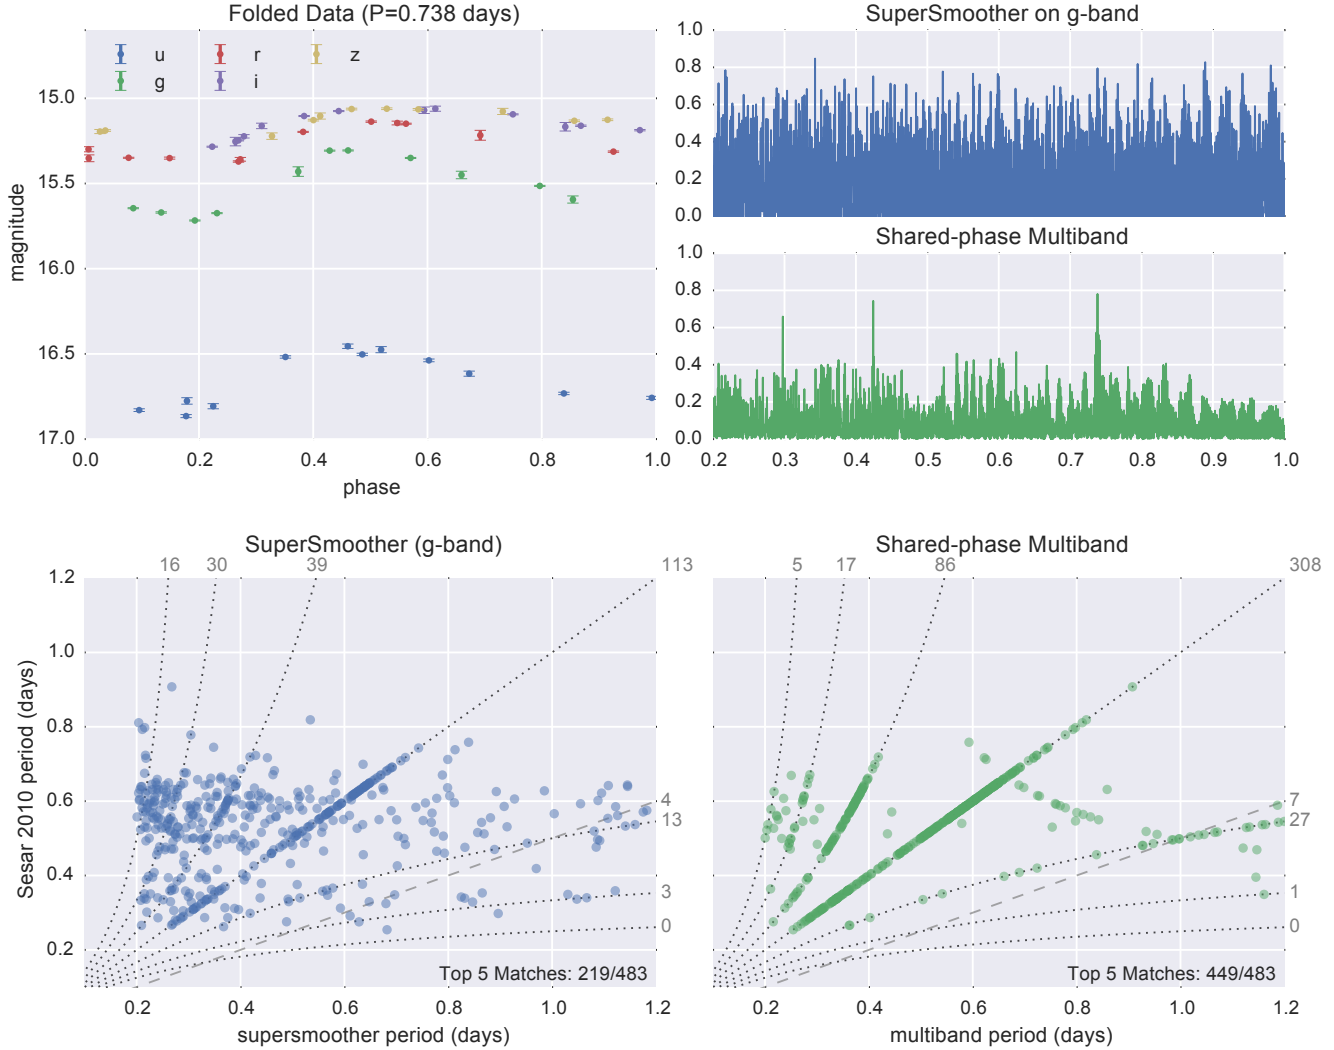 Folded Data (P=0.738 days)
u r z
g i
15.0
15.5
16.0
16.5
17.0
magnitude
0.0 0.2 0.4 0.6 0.8 1.0
phase
SuperSmoother on g-band
1.0
0.8
0.6
0.4
0.2
0.0
Shared-phase Multiband
1.0
0.8
0.6
0.4
0.2
0.0
0.2 0.3 0.4 0.5 0.6 0.7 0.8 0.9 1.0
SuperSmoother (g-band)
16 30 39 113
1.2
1.0
0.8
0.6
0.4
0.2
Sesar 2010 period (days)
4
13
3
0
Top 5 Matches: 219/483
0.2 0.4 0.6 0.8 1.0 1.2
supersmoother period (days)
Shared-phase Multiband
5 17 86 308
7
27
1
0
Top 5 Matches: 449/483
0.2 0.4 0.6 0.8 1.0 1.2
multiband period (days)